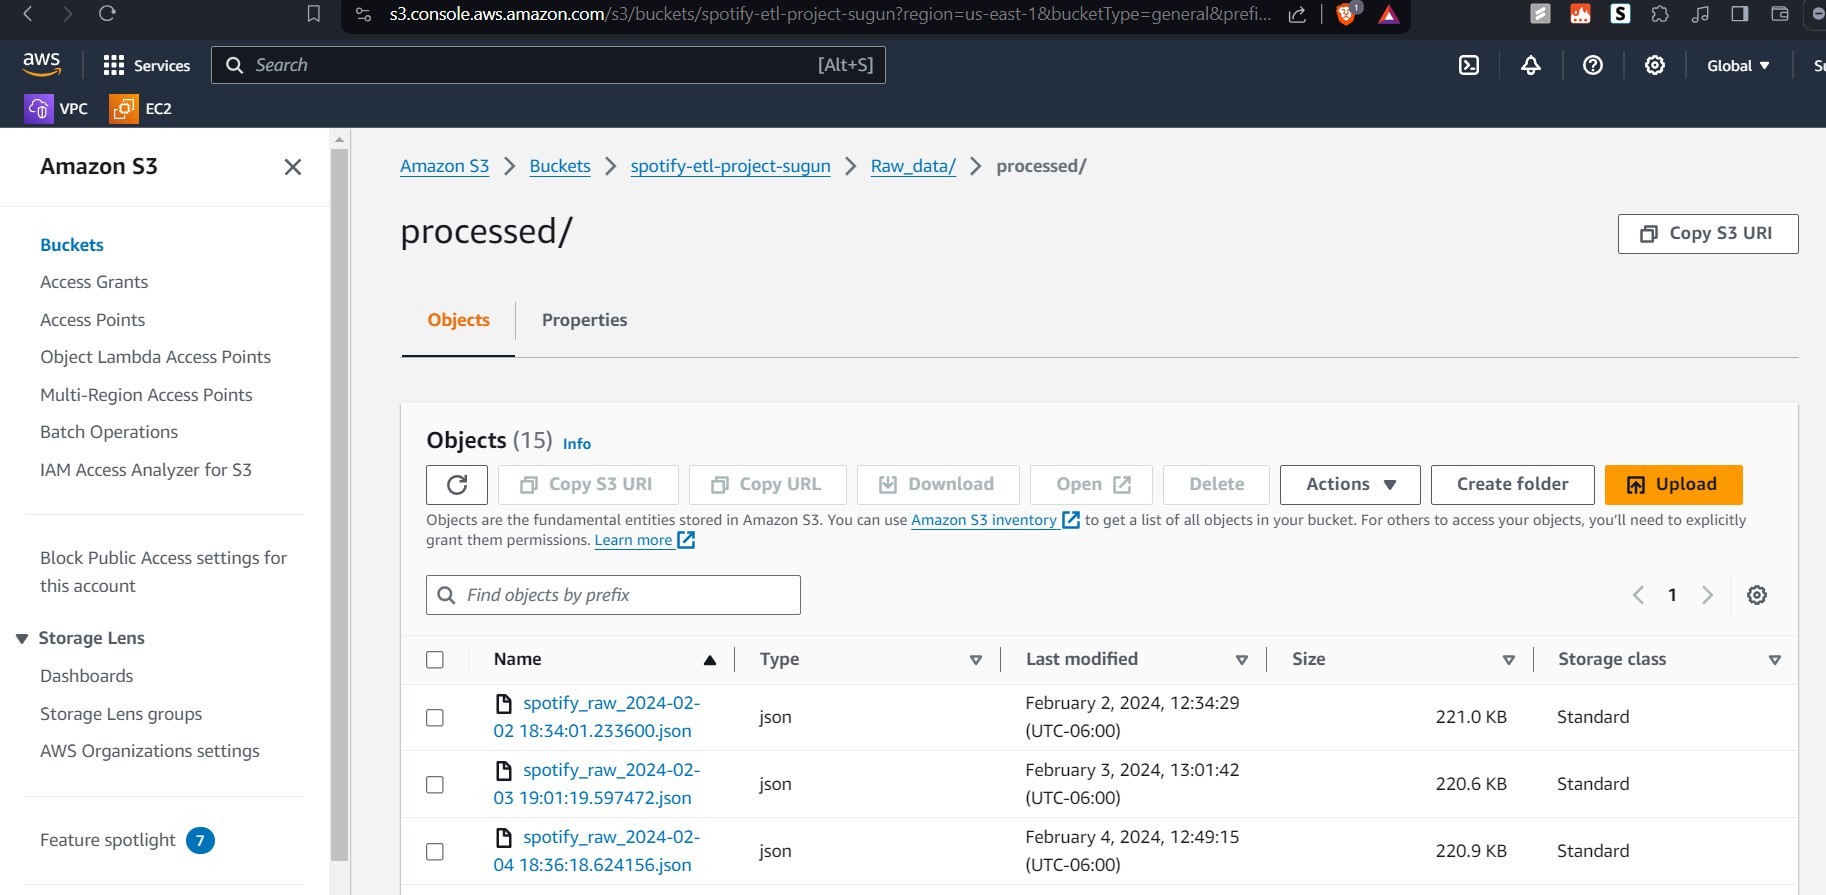 s3.console.aws.amazon.com/s3/buckets/spotify-etl-project-sugun?region=us-east-1&bucketType=general&prefi...
1
S
aws
Services
Search
[Alt+S]
Global
VPC
EC2
Amazon S3
Buckets
Access Grants
Access Points
Object Lambda Access Points
Multi-Region Access Points
Batch Operations
IAM Access Analyzer for S3
Block Public Access settings for
this account
Storage Lens
Dashboards
Storage Lens groups
AWS Organizations settings
Feature spotlight 7
Amazon S3 > Buckets > spotify-etl-project-sugun > Raw_data/ > processed/
processed/
Copy S3 URI
Objects
Properties
Objects (15) Info
Copy S3 URI
Copy URL
Download
Open
Delete
Actions
Create folder
Upload
Objects are the fundamental entities stored in Amazon S3. You can use Amazon S3 inventory to get a list of all objects in your bucket. For others to access your objects, you'll need to explicitly
grant them permissions. Learn more
Find objects by prefix
1
Name Type Last modified Size Storage class
spotify_raw_2024-02-
02 18:34:01.233600.json
json
February 2, 2024, 12:34:29
(UTC-06:00)
221.0 KB
Standard
spotify_raw_2024-02-
03 19:01:19.597472.json
json
February 3, 2024, 13:01:42
(UTC-06:00)
220.6 KB
Standard
spotify_raw_2024-02-
04 18:36:18.624156.json
json
February 4, 2024, 12:49:15
(UTC-06:00)
220.9 KB
Standard